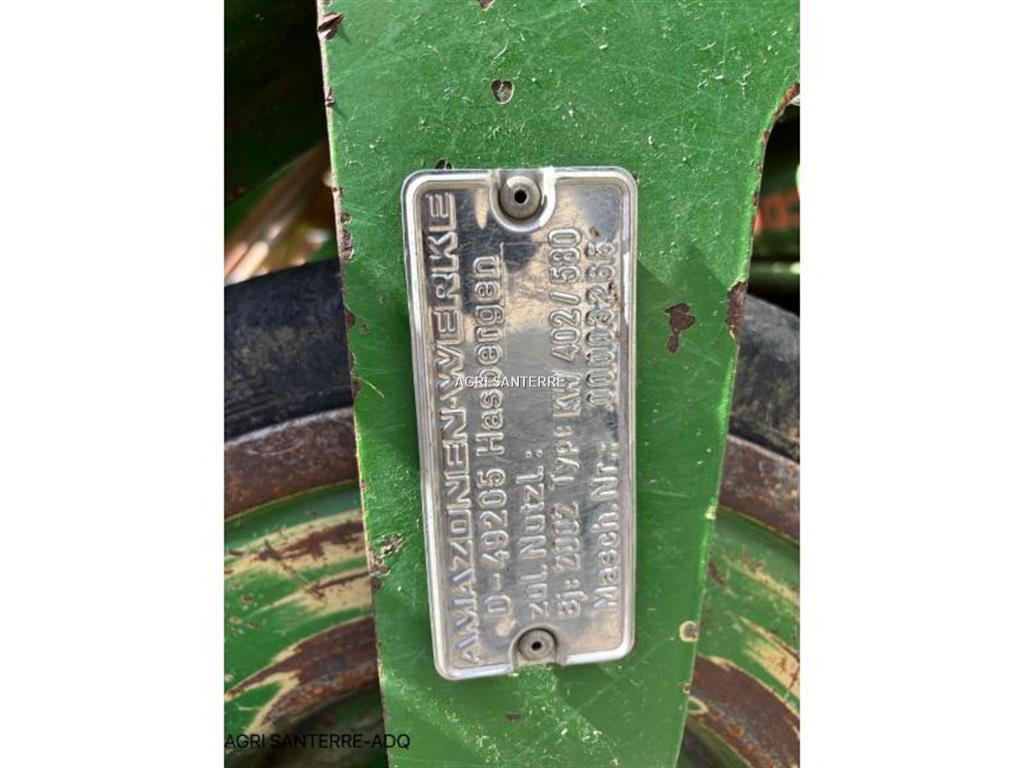 AMAZONEN-WERKE
D-49205 Hasbergen
zul. Nutzl.:
Bj: 2002 Typ: KW 402/580
Masch.Nr.:
AGRI SANTERRE
AGRI SANTERRE-ADQ